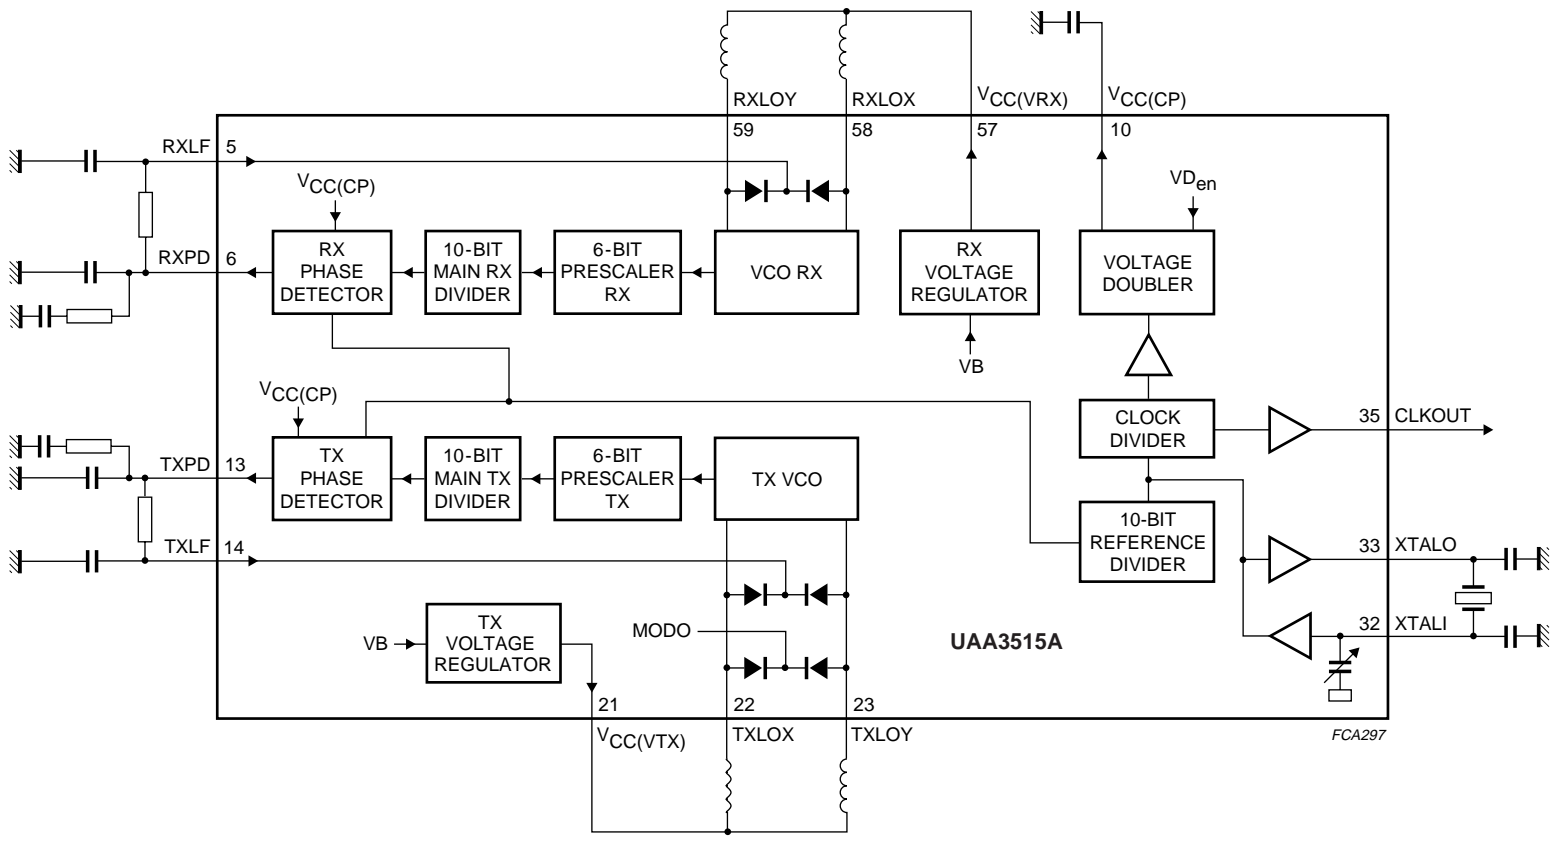 RXLOY
RXLOX
VCC(VRX)
VCC(CP)
59
58
57
10
RXLF
5
VCC(CP)
VDen
RXPD
6
RX
PHASE
DETECTOR
10-BIT
MAIN RX
DIVIDER
6-BIT
PRESCALER
RX
VCO RX
RX
VOLTAGE
REGULATOR
VOLTAGE
DOUBLER
VB
VCC(CP)
CLOCK
DIVIDER
35
CLKOUT
TXPD
13
TX
PHASE
DETECTOR
10-BIT
MAIN TX
DIVIDER
6-BIT
PRESCALER
TX
TX VCO
10-BIT
REFERENCE
DIVIDER
TXLF
14
33
XTALO
VB
TX
VOLTAGE
REGULATOR
MODO
UAA3515A
32
XTALI
21
22
23
VCC(VTX)
TXLOX
TXLOY
FCA297